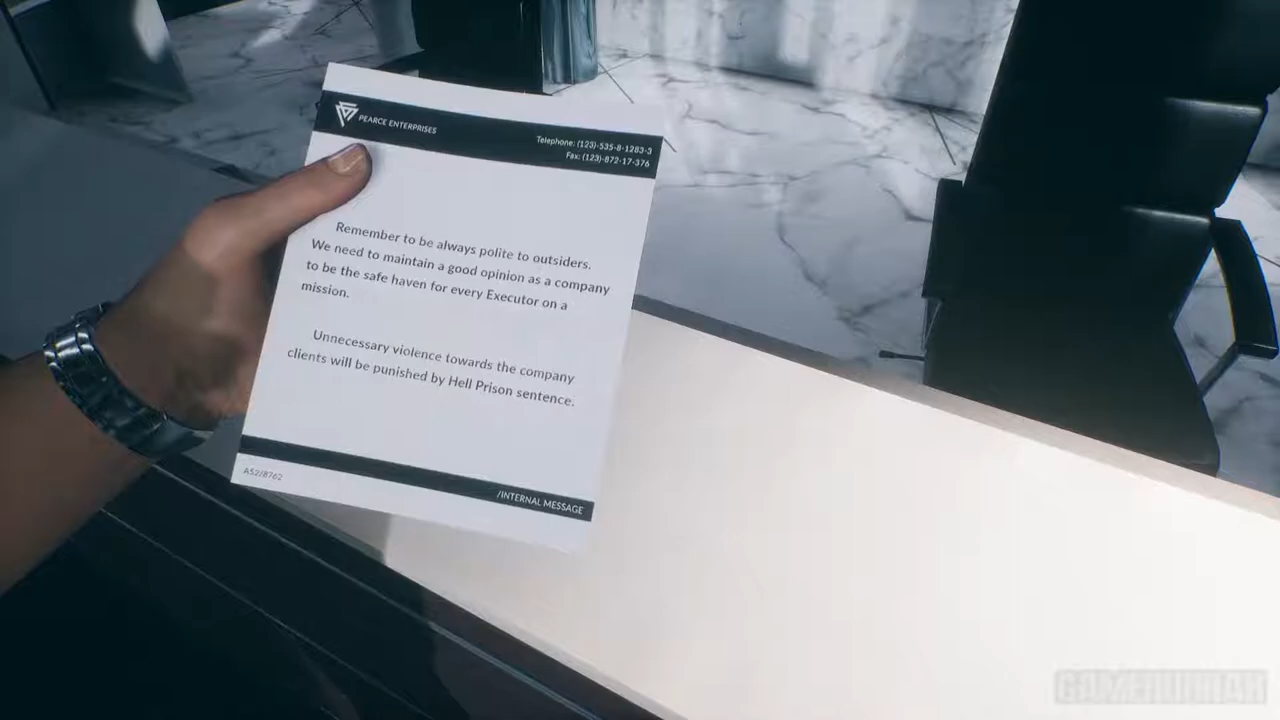 PEARCE ENTERPRISES
Telephone: (123)-535-8-1283-3
Fax: (123)-872-17-376
Remember to be always polite to outsiders.
We need to maintain a good opinion as a company
to be the safe haven for every Executor on a
mission.
Unnecessary violence towards the company
clients will be punished by Hell Prison sentence.
A52/8762
/INTERNAL MESSAGE